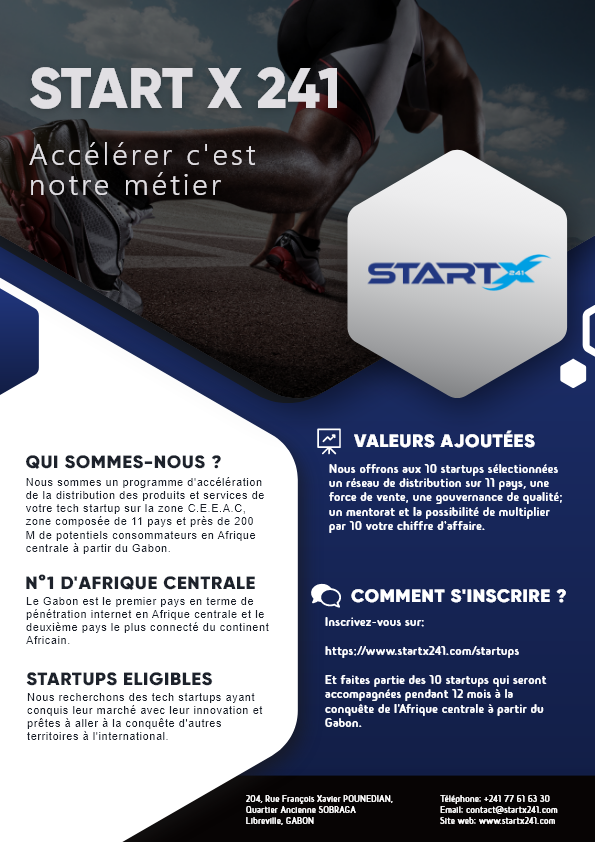 START X 241
Accélérer c'est
notre métier
STARTX
241
QUI SOMMES-NOUS ?
Nous sommes un programme d'accélération
de la distribution des produits et services de
votre tech startup sur la zone C.E.E.A.C,
zone composée de 11 pays et près de 200
M de potentiels consommateurs en Afrique
centrale à partir du Gabon.
N°1 D'AFRIQUE CENTRALE
Le Gabon est le premier pays en terme de
pénétration internet en Afrique centrale et le
deuxième pays le plus connecté du continent
Africain.
STARTUPS ELIGIBLES
Nous recherchons des tech startups ayant
conquis leur marché avec leur innovation et
prêtes à aller à la conquête d'autres
territoires à l'international.
VALEURS AJOUTÉES
Nous offrons aux 10 startups sélectionnées
un réseau de distribution sur 11 pays, une
force de vente, une gouvernance de qualité;
un mentorat et la possibilité de multiplier
par 10 votre chiffre d'affaire.
COMMENT S'INSCRIRE ?
Inscrivez-vous sur:
https://www.startx241.com/startups
Et faites partie des 10 startups qui seront
accompagnées pendant 12 mois à la
conquête de l'Afrique centrale à partir du
Gabon.
204, Rue François Xavier POUNEDIAN,
Quartier Ancienne SOBRAGA
Libreville, GABON
Téléphone: +241 77 61 63 30
Email: contact@startx241.com
Site web: www.startx241.com